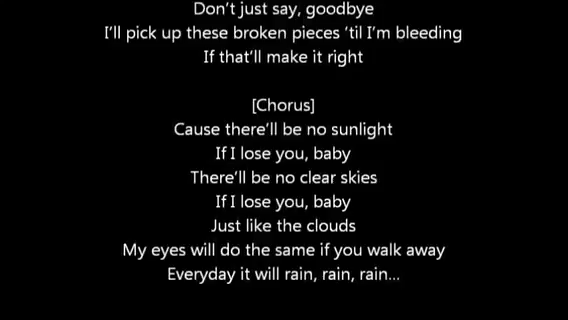 Don't just say, goodbye
I'll pick up these broken pieces 'til I'm bleeding
If that'll make it right
[Chorus]
Cause there'll be no sunlight
If I lose you, baby
There'll be no clear skies
If I lose you, baby
Just like the clouds
My eyes will do the same if you walk away
Everyday it will rain, rain, rain...